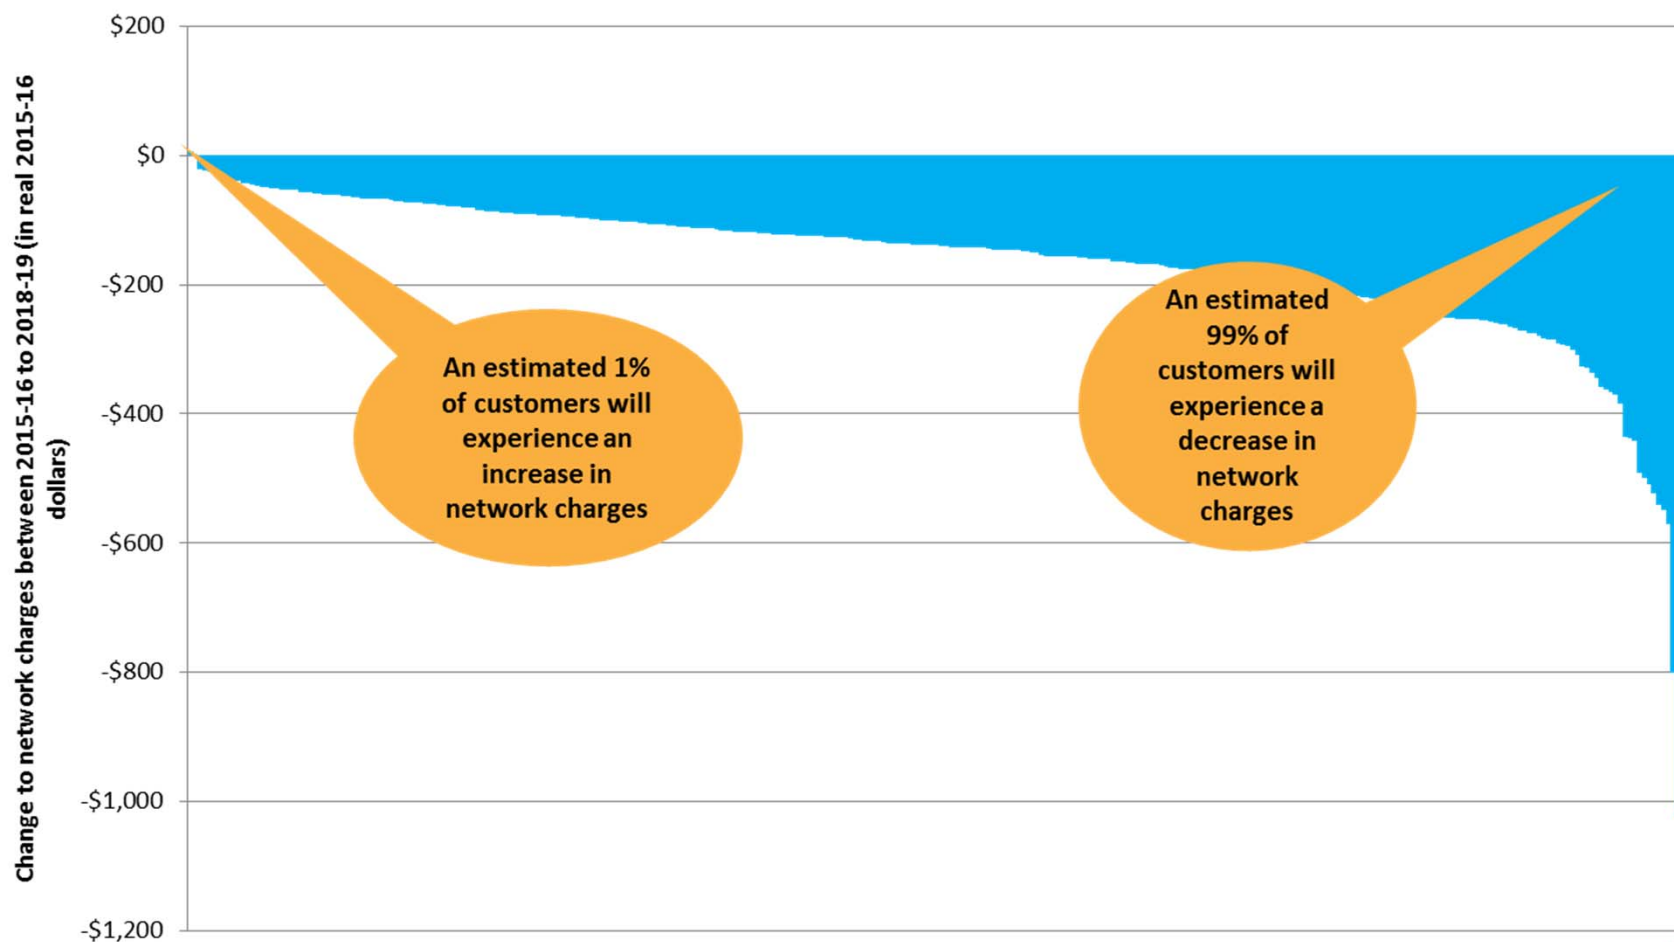 Change to network charges between 2015-16 to 2018-19 (in real 2015-16
dollars)
$200
$0
-$200
-$400
-$600
-$800
-$1,000
-$1,200
An estimated 1%
of customers will
experience an
increase in
network charges
An estimated
99% of
customers will
experience a
decrease in
network
charges